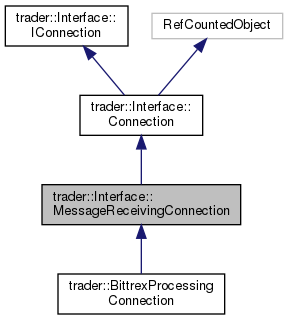 trader::Interface::
IConnection
RefCountedObject
trader::Interface::
Connection
trader::Interface::
MessageReceivingConnection
trader::BittrexProcessing
Connection